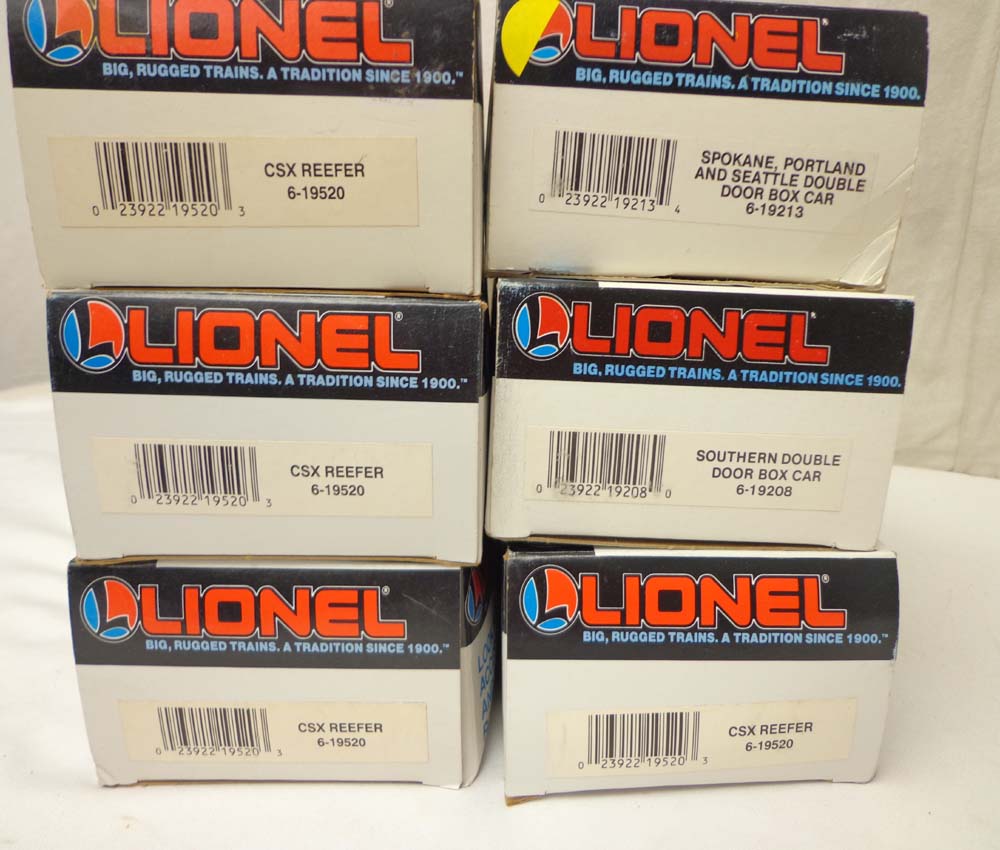 LIONEL
BIG, RUGGED TRAINS. A TRADITION SINCE 1900.™
CSX REEFER
6-19520
0 23922 19520 3
LIONEL®
BIG, RUGGED TRAINS. A TRADITION SINCE 1900.
SPOKANE, PORTLAND
AND SEATTLE DOUBLE
DOOR BOX CAR
6-19213
0 23922 19213 4
LIONEL®
BIG, RUGGED TRAINS. A TRADITION SINCE 1900.™
CSX REEFER
6-19520
0 23922 19520 3
LIONEL®
BIG, RUGGED TRAINS. A TRADITION SINCE 1900.
SOUTHERN DOUBLE
DOOR BOX CAR
6-19208
0 23922 19208 0
LIONEL®
BIG, RUGGED TRAINS. A TRADITION SINCE 1900.™
CSX REEFER
6-19520
0 23922 19520 3
LIONEL®
BIG, RUGGED TRAINS. A TRADITION SINCE 1900.™
CSX REEFER
6-19520
0 23922 19520 3